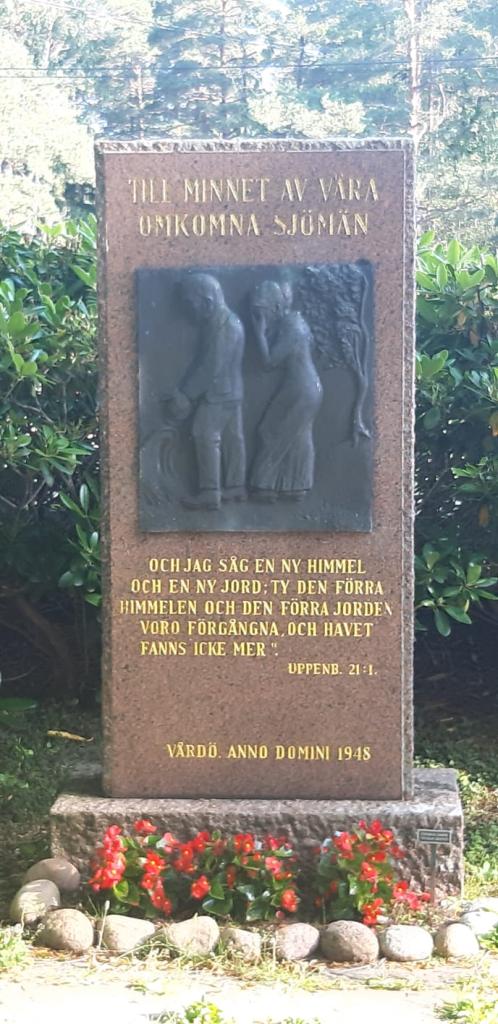 TILL MINNET AV VÅRA
OMKOMNA SJÖMÄN
OCH JAG SÅG EN NY HIMMEL
OCH EN NY JORD; TY DEN FÖRRA
HIMMELEN OCH DEN FÖRRA JORDEN
VORO FÖRGÅNGNA, OCH HAVET
FANNS ICKE MER".
UPPENB. 21:1.
VÅRDÖ. ANNO DOMINI 1948